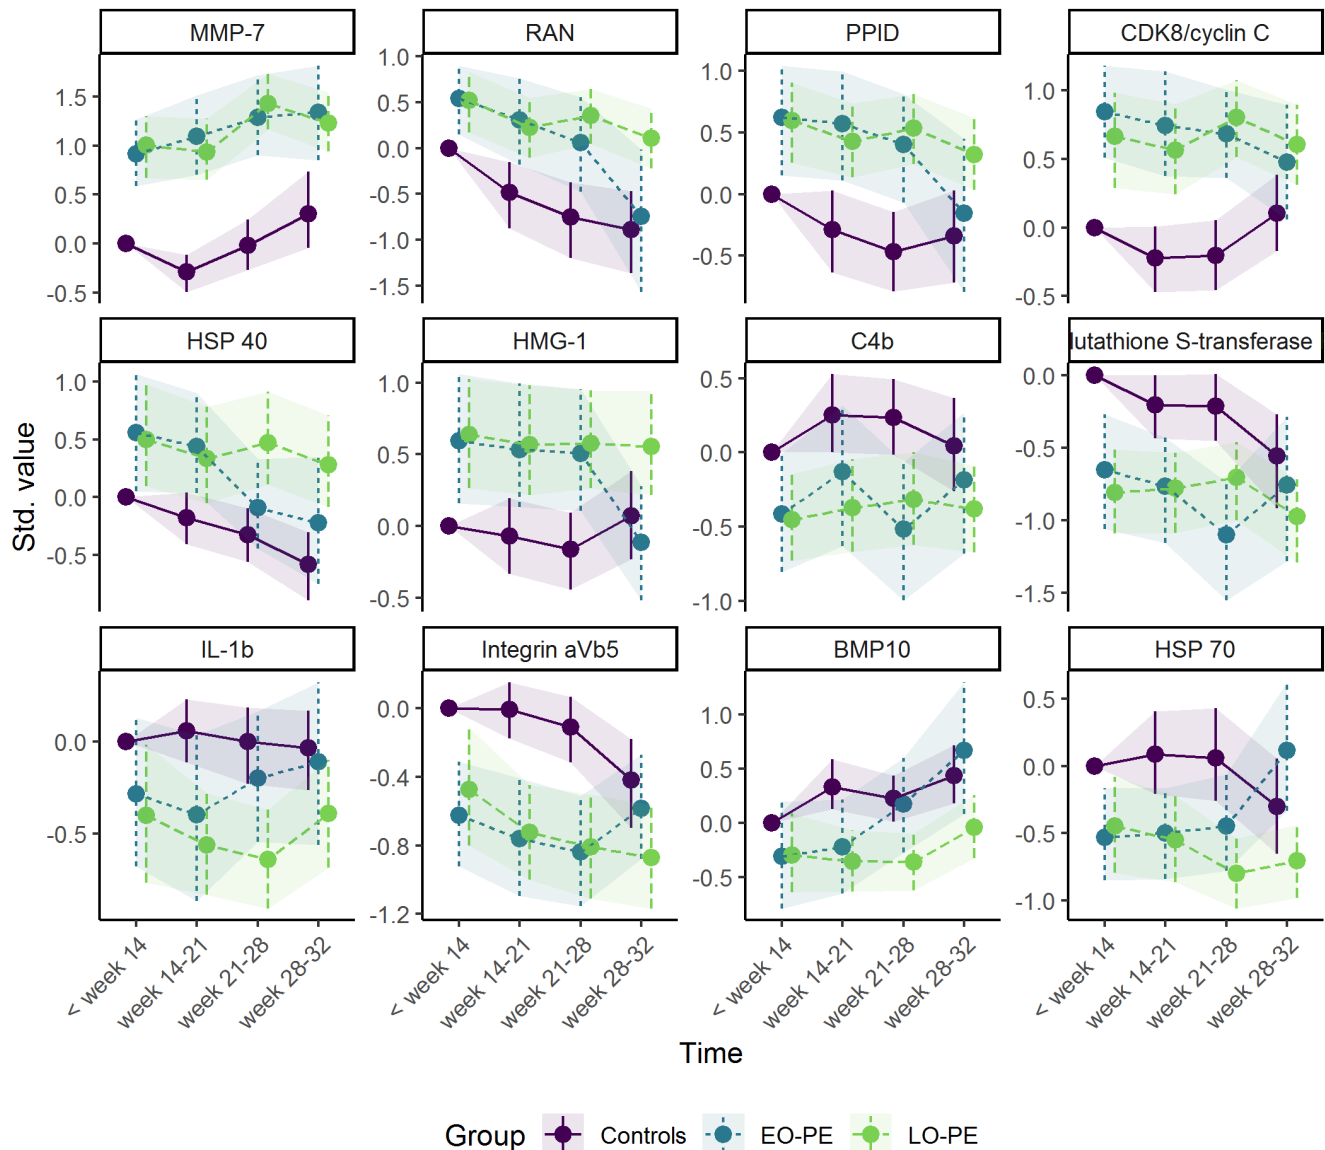 MMP-7
RAN
PPID
CDK8/cyclin C
1.5
1.0
0.5
0.0
-0.5
1.0
0.5
0.0
-0.5
-1.0
-1.5
1.0
0.5
0.0
-0.5
1.0
0.5
0.0
-0.5
HSP 40
HMG-1
C4b
lutathione S-transferase
1.0
0.5
0.0
-0.5
1.0
0.5
0.0
-0.5
0.5
0.0
-0.5
-1.0
0.0
-0.5
-1.0
-1.5
IL-1b
Integrin aVb5
BMP10
HSP 70
0.0
-0.5
0.0
-0.4
-0.8
-1.2
1.0
0.5
0.0
-0.5
0.5
0.0
-0.5
-1.0
< week 14
week 14-21
week 21-28
week 28-32
< week 14
week 14-21
week 21-28
week 28-32
< week 14
week 14-21
week 21-28
week 28-32
< week 14
week 14-21
week 21-28
week 28-32
Std. value
Time
Group
Controls
EO-PE
LO-PE